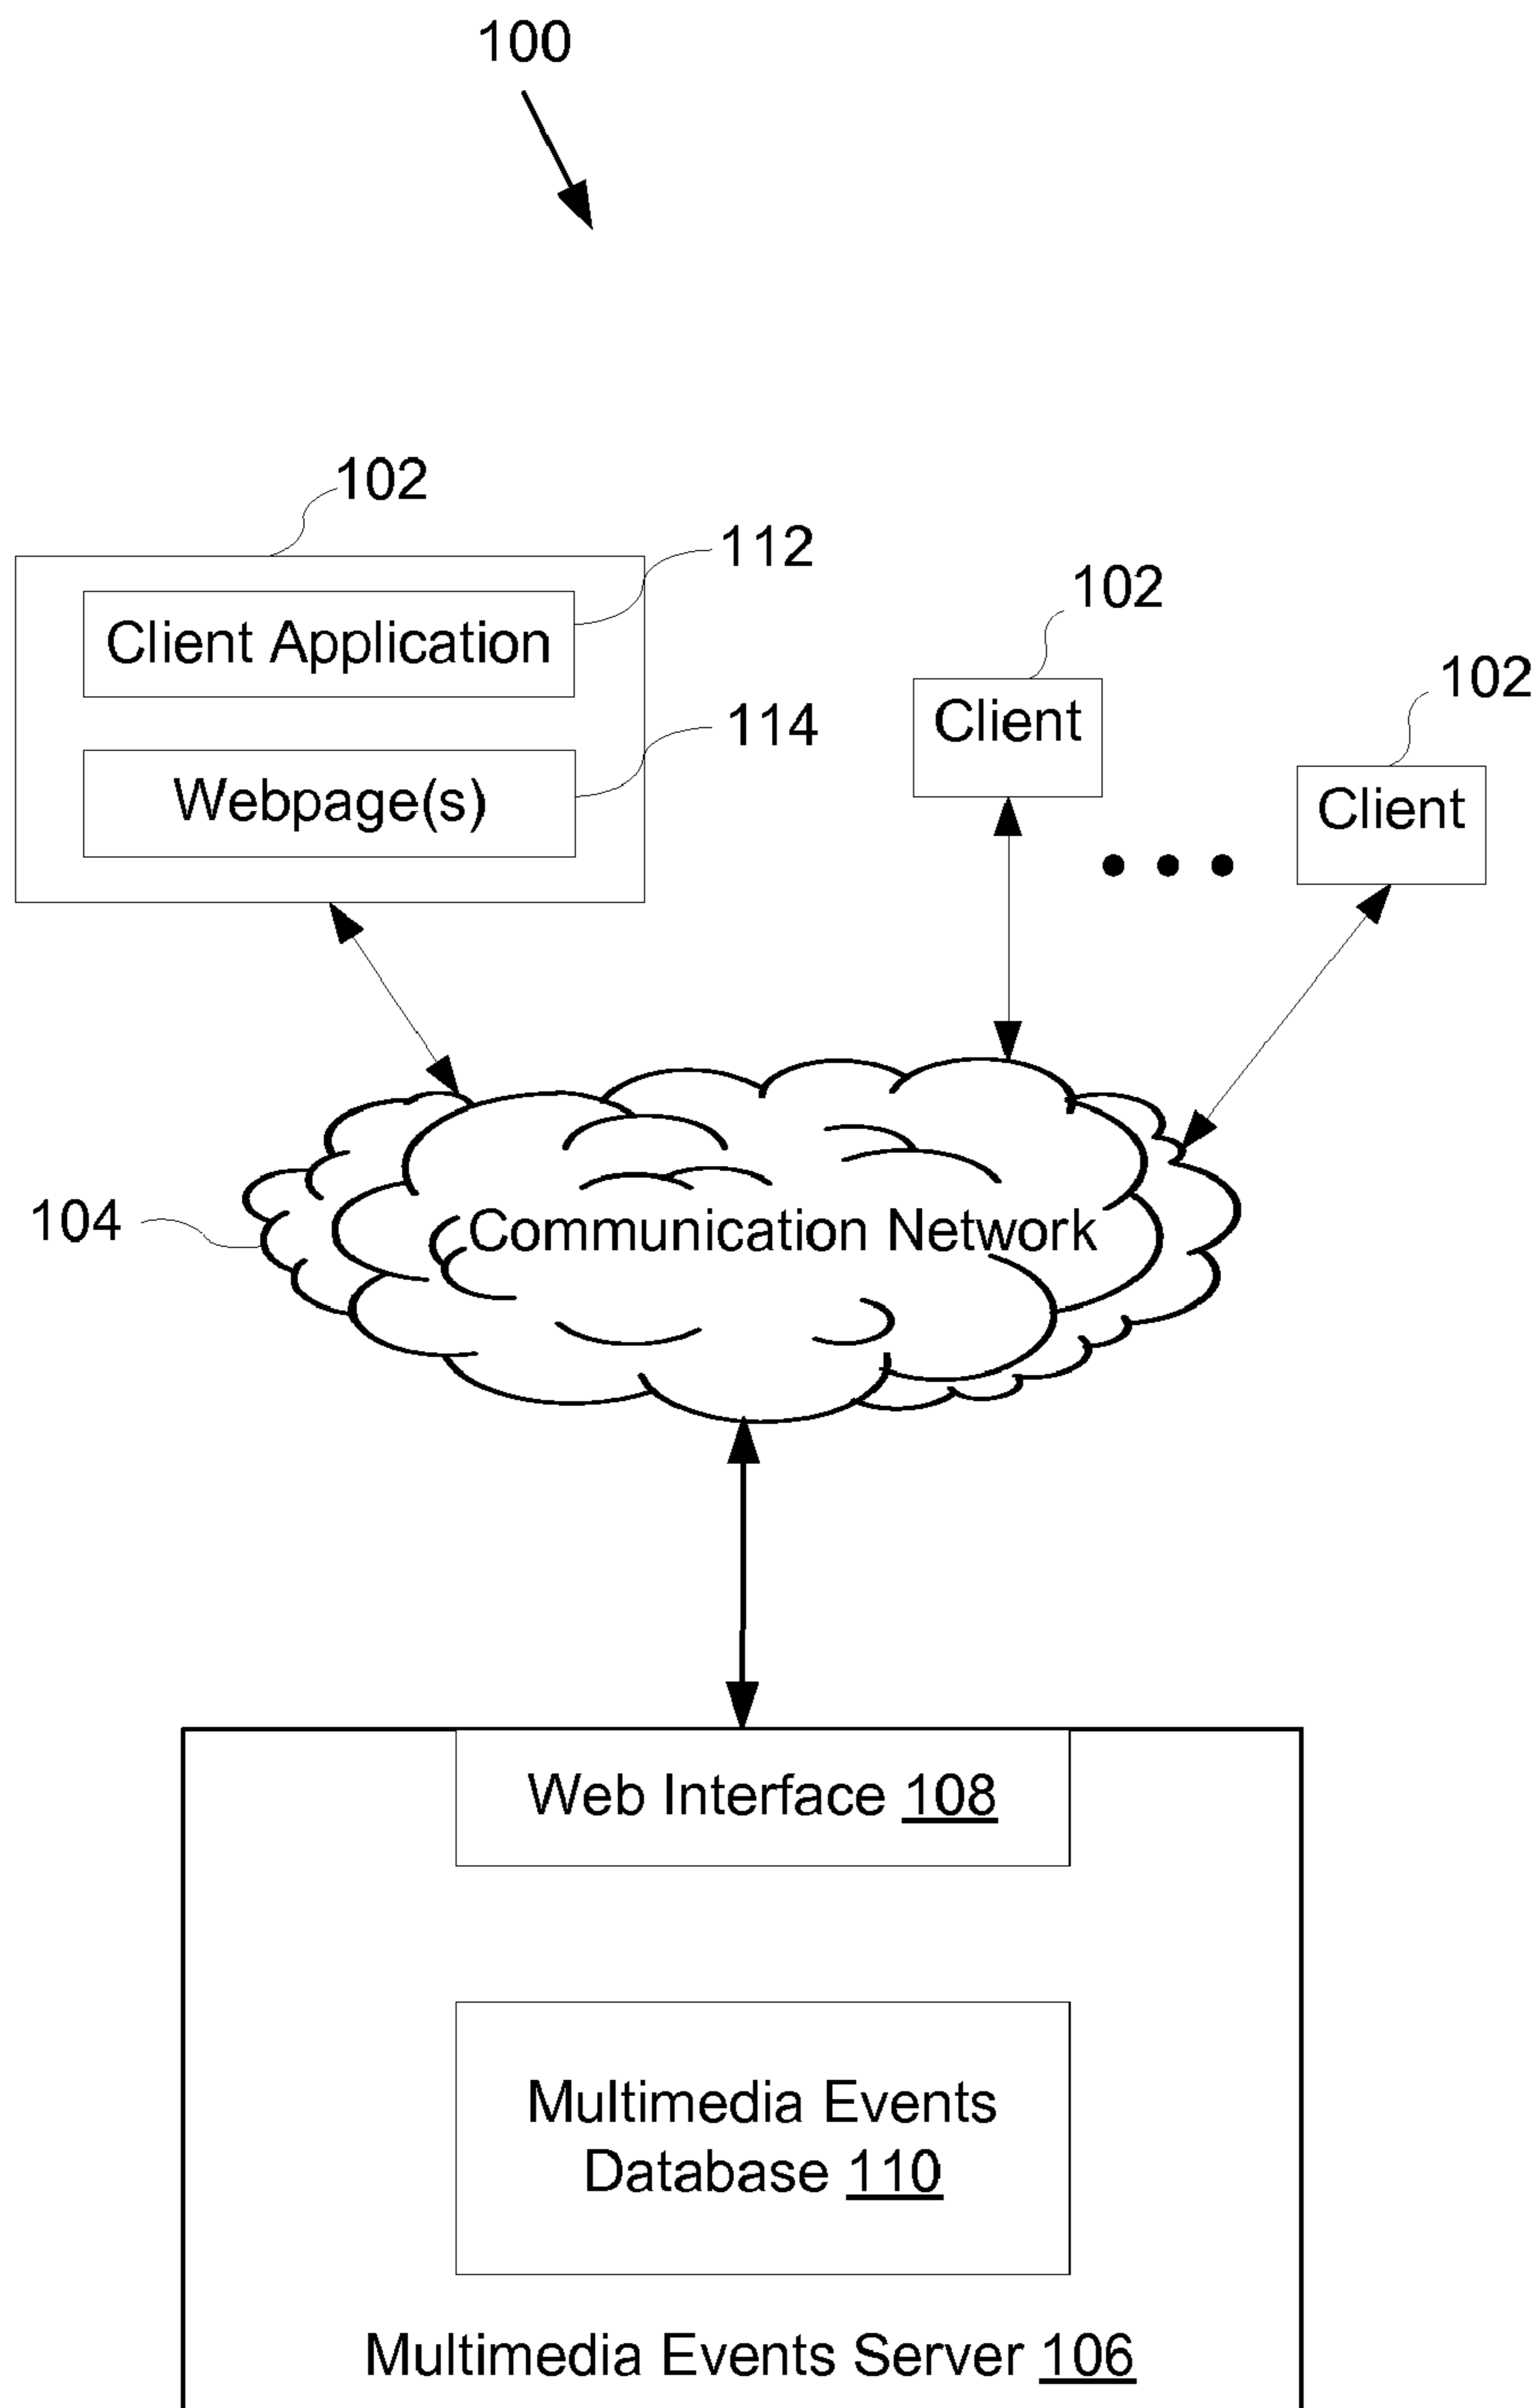 100
102
112
Client Application
102
Client
102
Client
114
Webpage(s)
104
Communication Network
Web Interface 108
Multimedia Events
Database 110
Multimedia Events Server 106